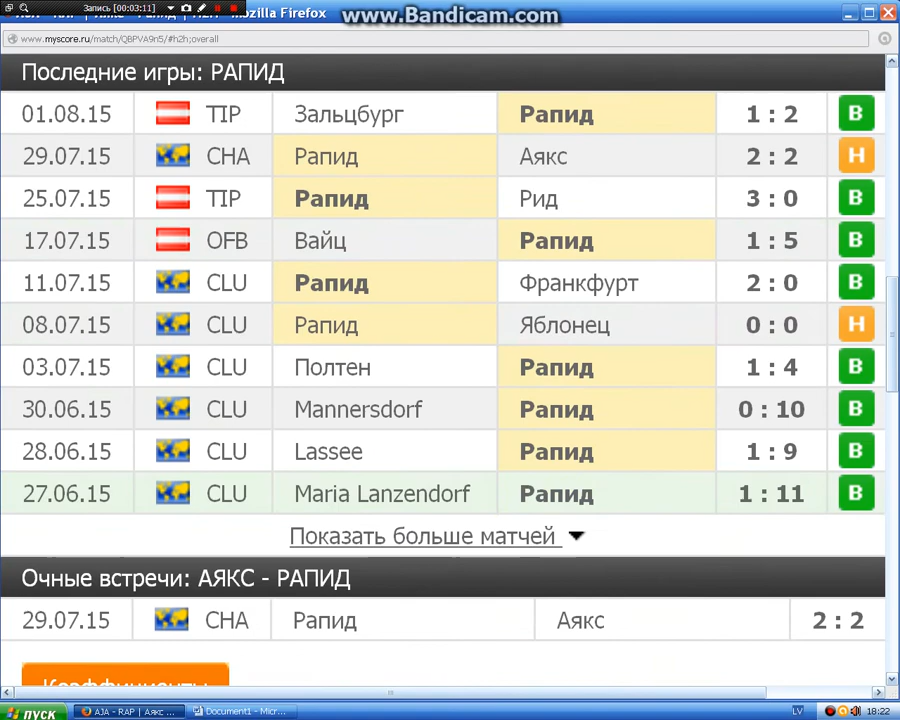 Запись [00:03:11]
Mozilla Firefox
www.Bandicam.com
www.myscore.ru/match/QBPVA9n5/#h2h;overall
Последние игры: РАПИД
01.08.15 TIP Зальцбург Рапид 1 : 2 В
29.07.15 CHA Рапид Аякс 2 : 2 Н
25.07.15 TIP Рапид Рид 3 : 0 В
17.07.15 OFB Вайц Рапид 1 : 5 В
11.07.15 CLU Рапид Франкфурт 2 : 0 В
08.07.15 CLU Рапид Яблонец 0 : 0 Н
03.07.15 CLU Полтен Рапид 1 : 4 В
30.06.15 CLU Mannersdorf Рапид 0 : 10 В
28.06.15 CLU Lassee Рапид 1 : 9 В
27.06.15 CLU Maria Lanzendorf Рапид 1 : 11 В
Показать больше матчей
Очные встречи: АЯКС - РАПИД
29.07.15 CHA Рапид Аякс 2 : 2
Коэффициенты
пуск AJA - RAP | Аякс ... Document1 - Micr... LV 18:22